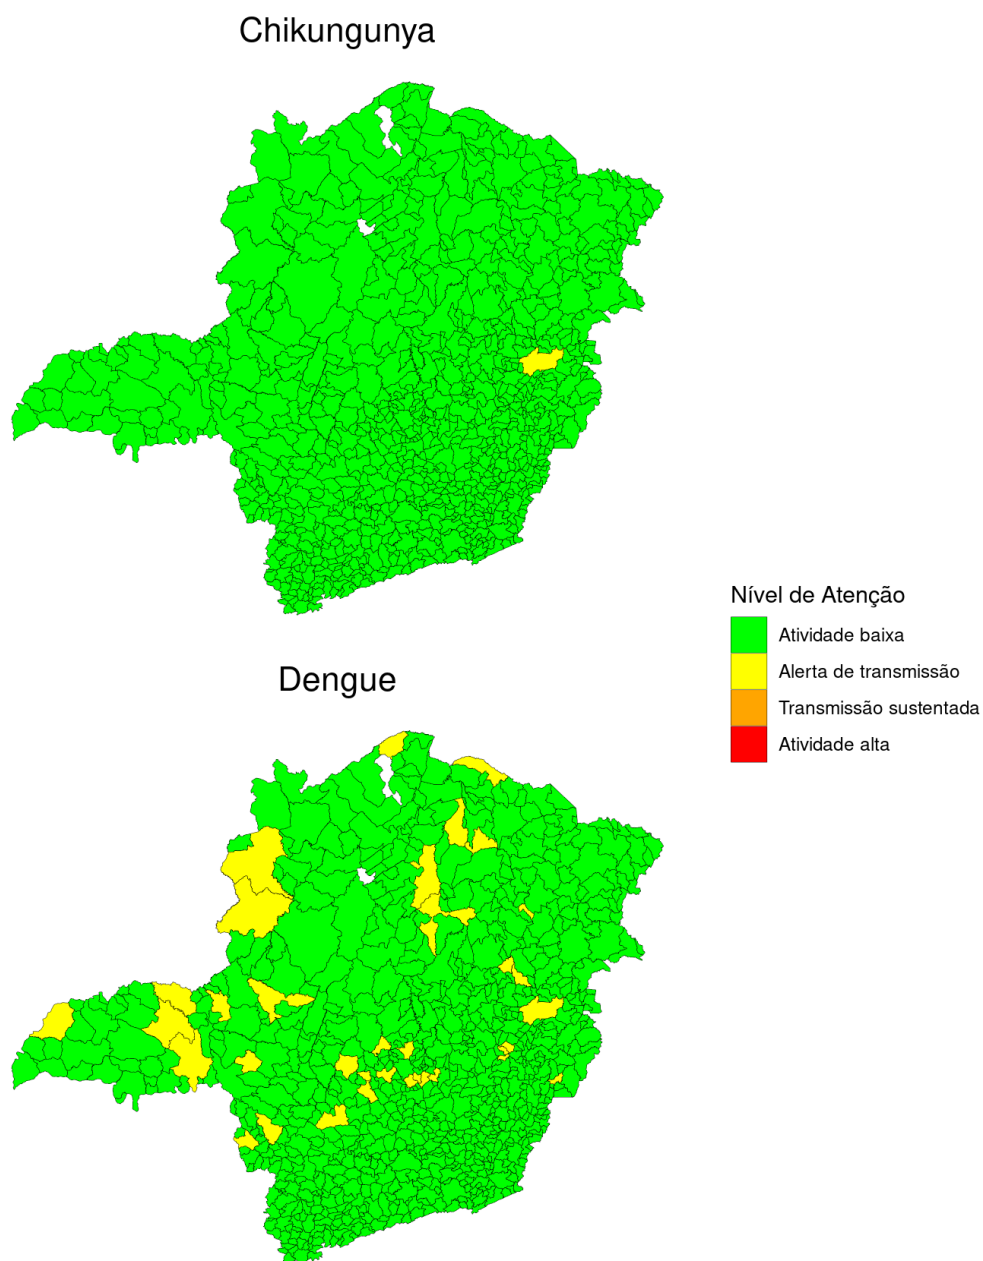 Chikungunya
Nível de Atenção
Atividade baixa
Alerta de transmissão
Transmissão sustentada
Atividade alta
Dengue